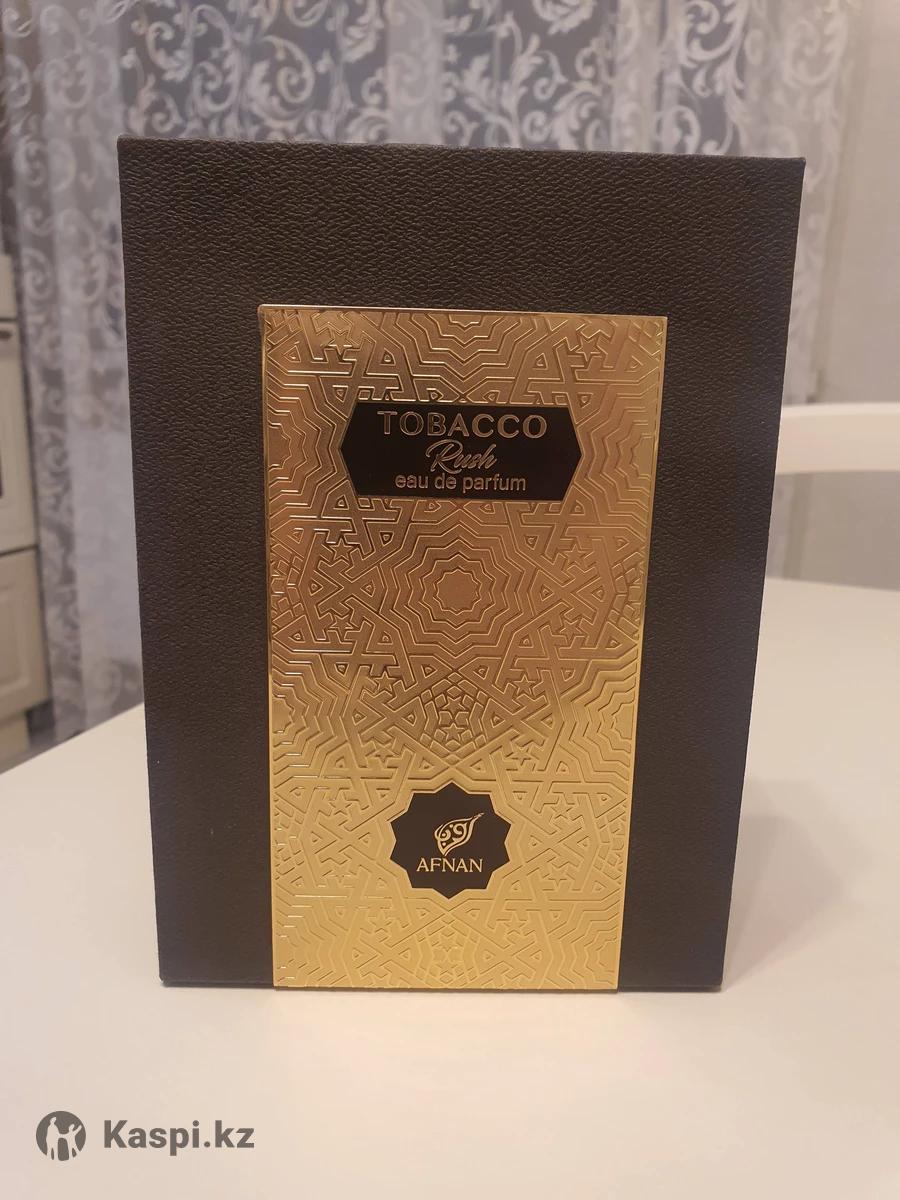 TOBACCO
Rush
eau de parfum
AFNAN
Kaspi.kz